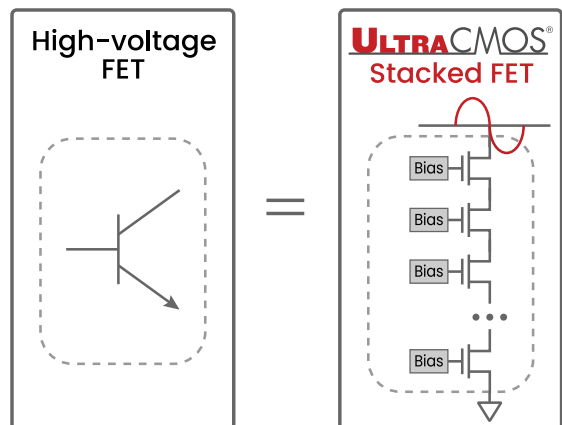 High-voltage
FET
=
ULTRACMOS®
Stacked FET
Bias
Bias
Bias
Bias